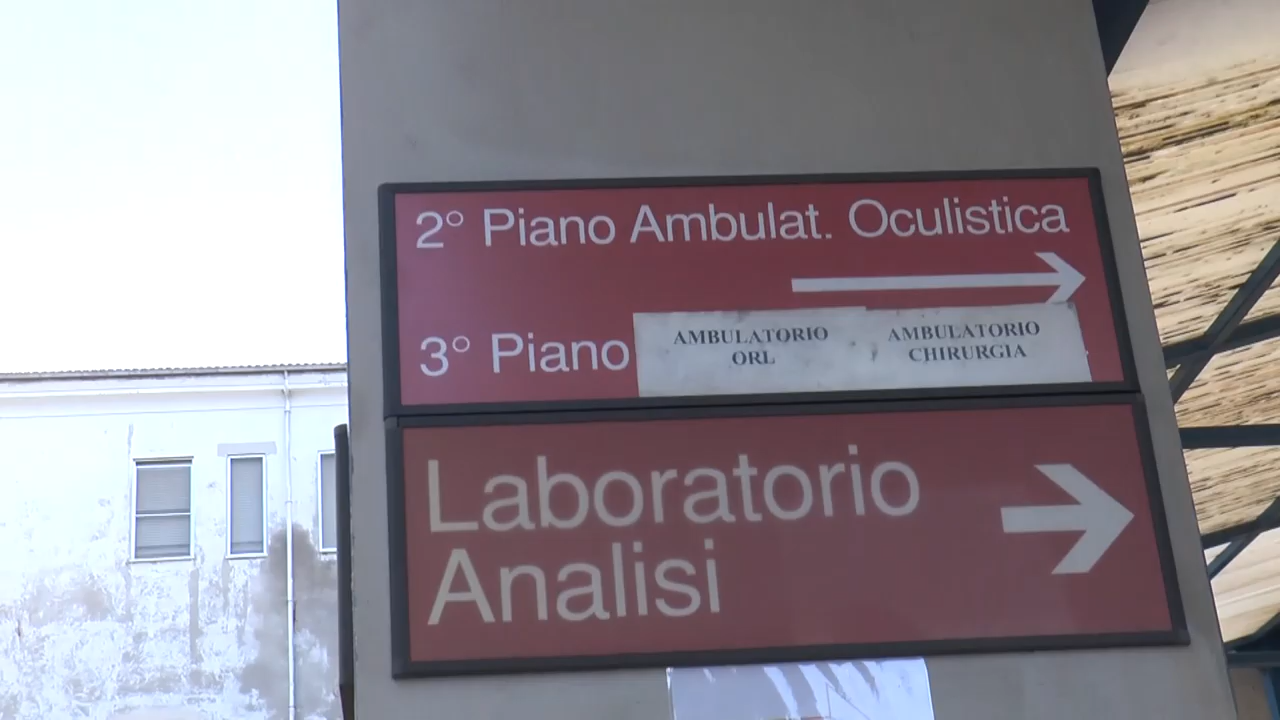 2° Piano Ambulat. Oculistica
3° Piano
AMBULATORIO
ORL
AMBULATORIO
CHIRURGIA
Laboratorio
Analisi